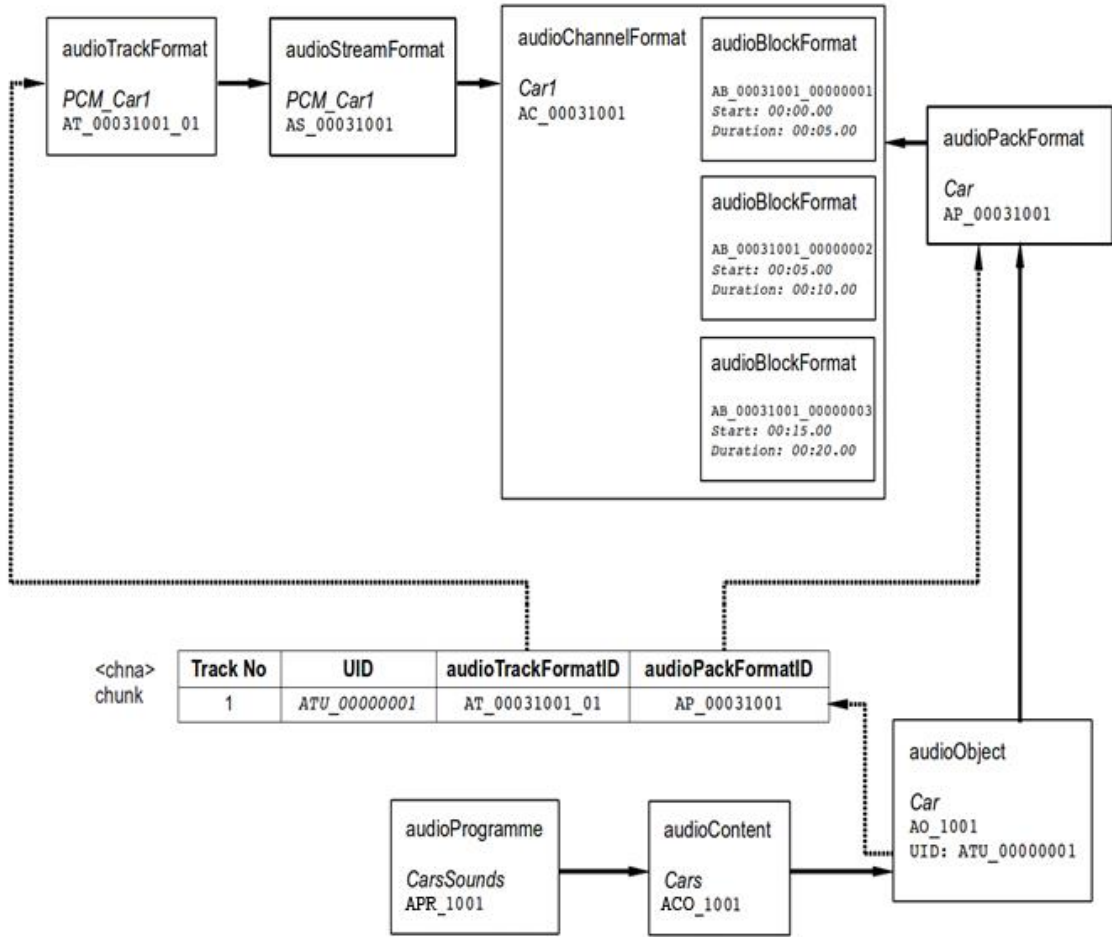 audioTrackFormat
PCM_Car1
AT_00031001_01
audioStreamFormat
PCM_Car1
AS_00031001
audioChannelFormat
Car1
AC_00031001
audioBlockFormat
AB_00031001_00000001
Start: 00:00.00
Duration: 00:05.00
audioBlockFormat
AB_00031001_00000002
Start: 00:05.00
Duration: 00:10.00
audioBlockFormat
AB_00031001_00000003
Start: 00:15.00
Duration: 00:20.00
audioPackFormat
Car
AP_00031001
<chna>
chunk
Track No UID audioTrackFormatID audioPackFormatID
1 ATU_00000001 AT_00031001_01 AP_00031001
audioProgramme
CarsSounds
APR_1001
audioContent
Cars
ACO_1001
audioObject
Car
AO_1001
UID: ATU_00000001